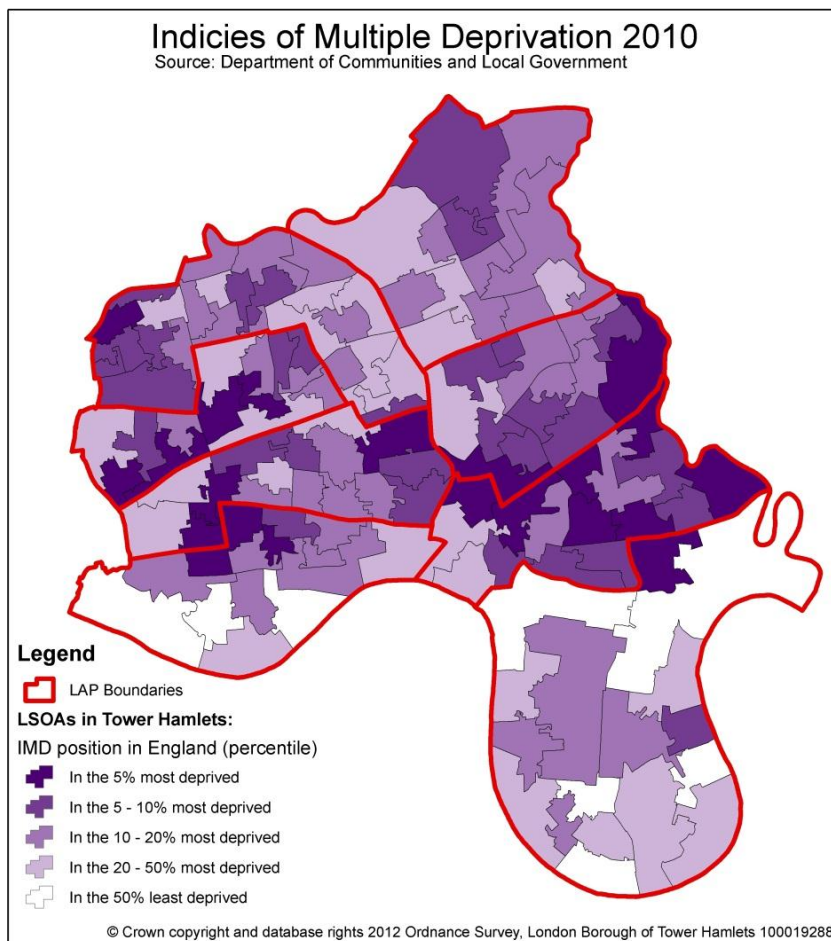 Indicies of Multiple Deprivation 2010
Source: Department of Communities and Local Government
Legend
LAP Boundaries
LSOAs in Tower Hamlets:
IMD position in England (percentile)
In the 5% most deprived
In the 5 - 10% most deprived
In the 10 - 20% most deprived
In the 20 - 50% most deprived
In the 50% least deprived
© Crown copyright and database rights 2012 Ordnance Survey, London Borough of Tower Hamlets 100019288